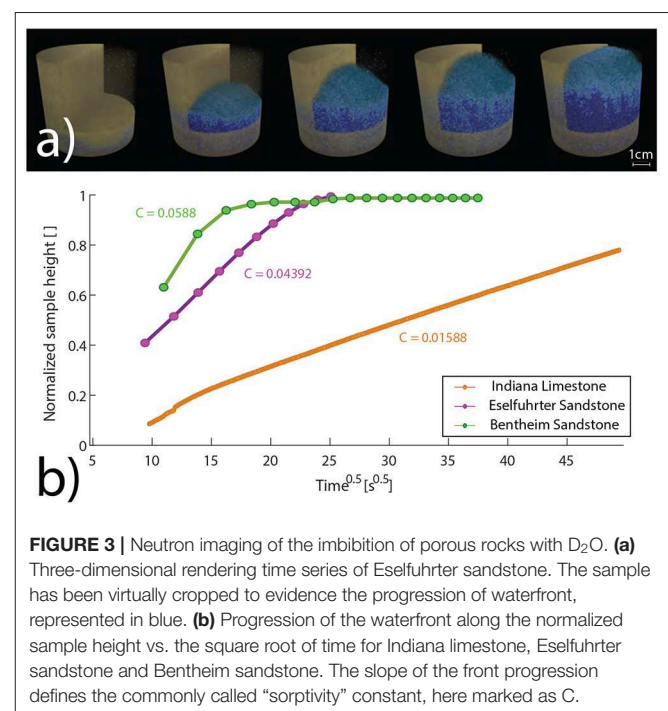 a)
1cm
Normalized sample height [ ]
1
0.8
0.6
0.4
0.2
0
C = 0.0588
C = 0.04392
C = 0.01588
Indiana Limestone
Eselfuhrter Sandstone
Bentheim Sandstone
5 10 15 20 25 30 35 40 45
b)
Time0.5 [s0.5]
FIGURE 3 | Neutron imaging of the imbibition of porous rocks with D2O. (a)
Three-dimensional rendering time series of Eselfuhrter sandstone. The sample
has been virtually cropped to evidence the progression of waterfront,
represented in blue. (b) Progression of the waterfront along the normalized
sample height vs. the square root of time for Indiana limestone, Eselfuhrter
sandstone and Bentheim sandstone. The slope of the front progression
defines the commonly called “sorptivity” constant, here marked as C.